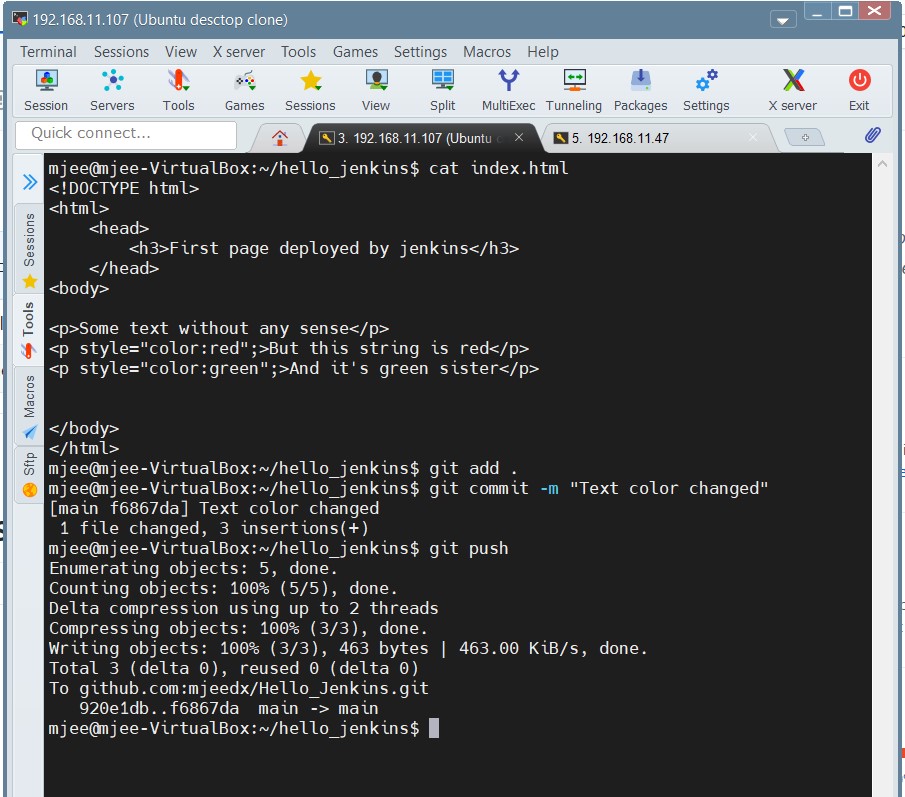 192.168.11.107 (Ubuntu desctop clone)
Terminal Sessions View X server Tools Games Settings Macros Help
Session Servers Tools Games Sessions View Split MultiExec Tunneling Packages Settings X server Exit
Quick connect...
3. 192.168.11.107 (Ubuntu
5. 192.168.11.47
Sessions
Tools
Macros
Sftp
mjee@mjee-VirtualBox:~/hello_jenkins$ cat index.html
<!DOCTYPE html>
<html>
    <head>
        <h3>First page deployed by jenkins</h3>
    </head>
<body>

<p>Some text without any sense</p>
<p style="color:red";>But this string is red</p>
<p style="color:green";>And it's green sister</p>


</body>
</html>
mjee@mjee-VirtualBox:~/hello_jenkins$ git add .
mjee@mjee-VirtualBox:~/hello_jenkins$ git commit -m "Text color changed"
[main f6867da] Text color changed
 1 file changed, 3 insertions(+)
mjee@mjee-VirtualBox:~/hello_jenkins$ git push
Enumerating objects: 5, done.
Counting objects: 100% (5/5), done.
Delta compression using up to 2 threads
Compressing objects: 100% (3/3), done.
Writing objects: 100% (3/3), 463 bytes | 463.00 KiB/s, done.
Total 3 (delta 0), reused 0 (delta 0)
To github.com:mjeedx/Hello_Jenkins.git
   920e1db..f6867da  main -> main
mjee@mjee-VirtualBox:~/hello_jenkins$